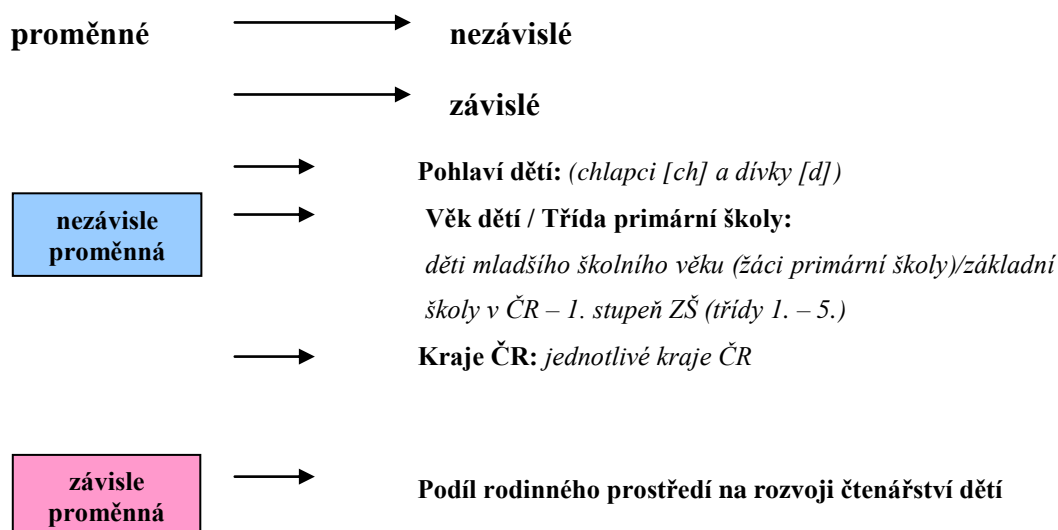 proměnné
nezávislé
závislé
Pohlaví dětí: (chlapci [ch] a dívky [d])
nezávisle
proměnná
Věk dětí / Třída primární školy:
děti mladšího školního věku (žáci primární školy)/základní
školy v ČR – 1. stupeň ZŠ (třídy 1. – 5.)
Kraje ČR: jednotlivé kraje ČR
závisle
proměnná
Podíl rodinného prostředí na rozvoji čtenářství dětí